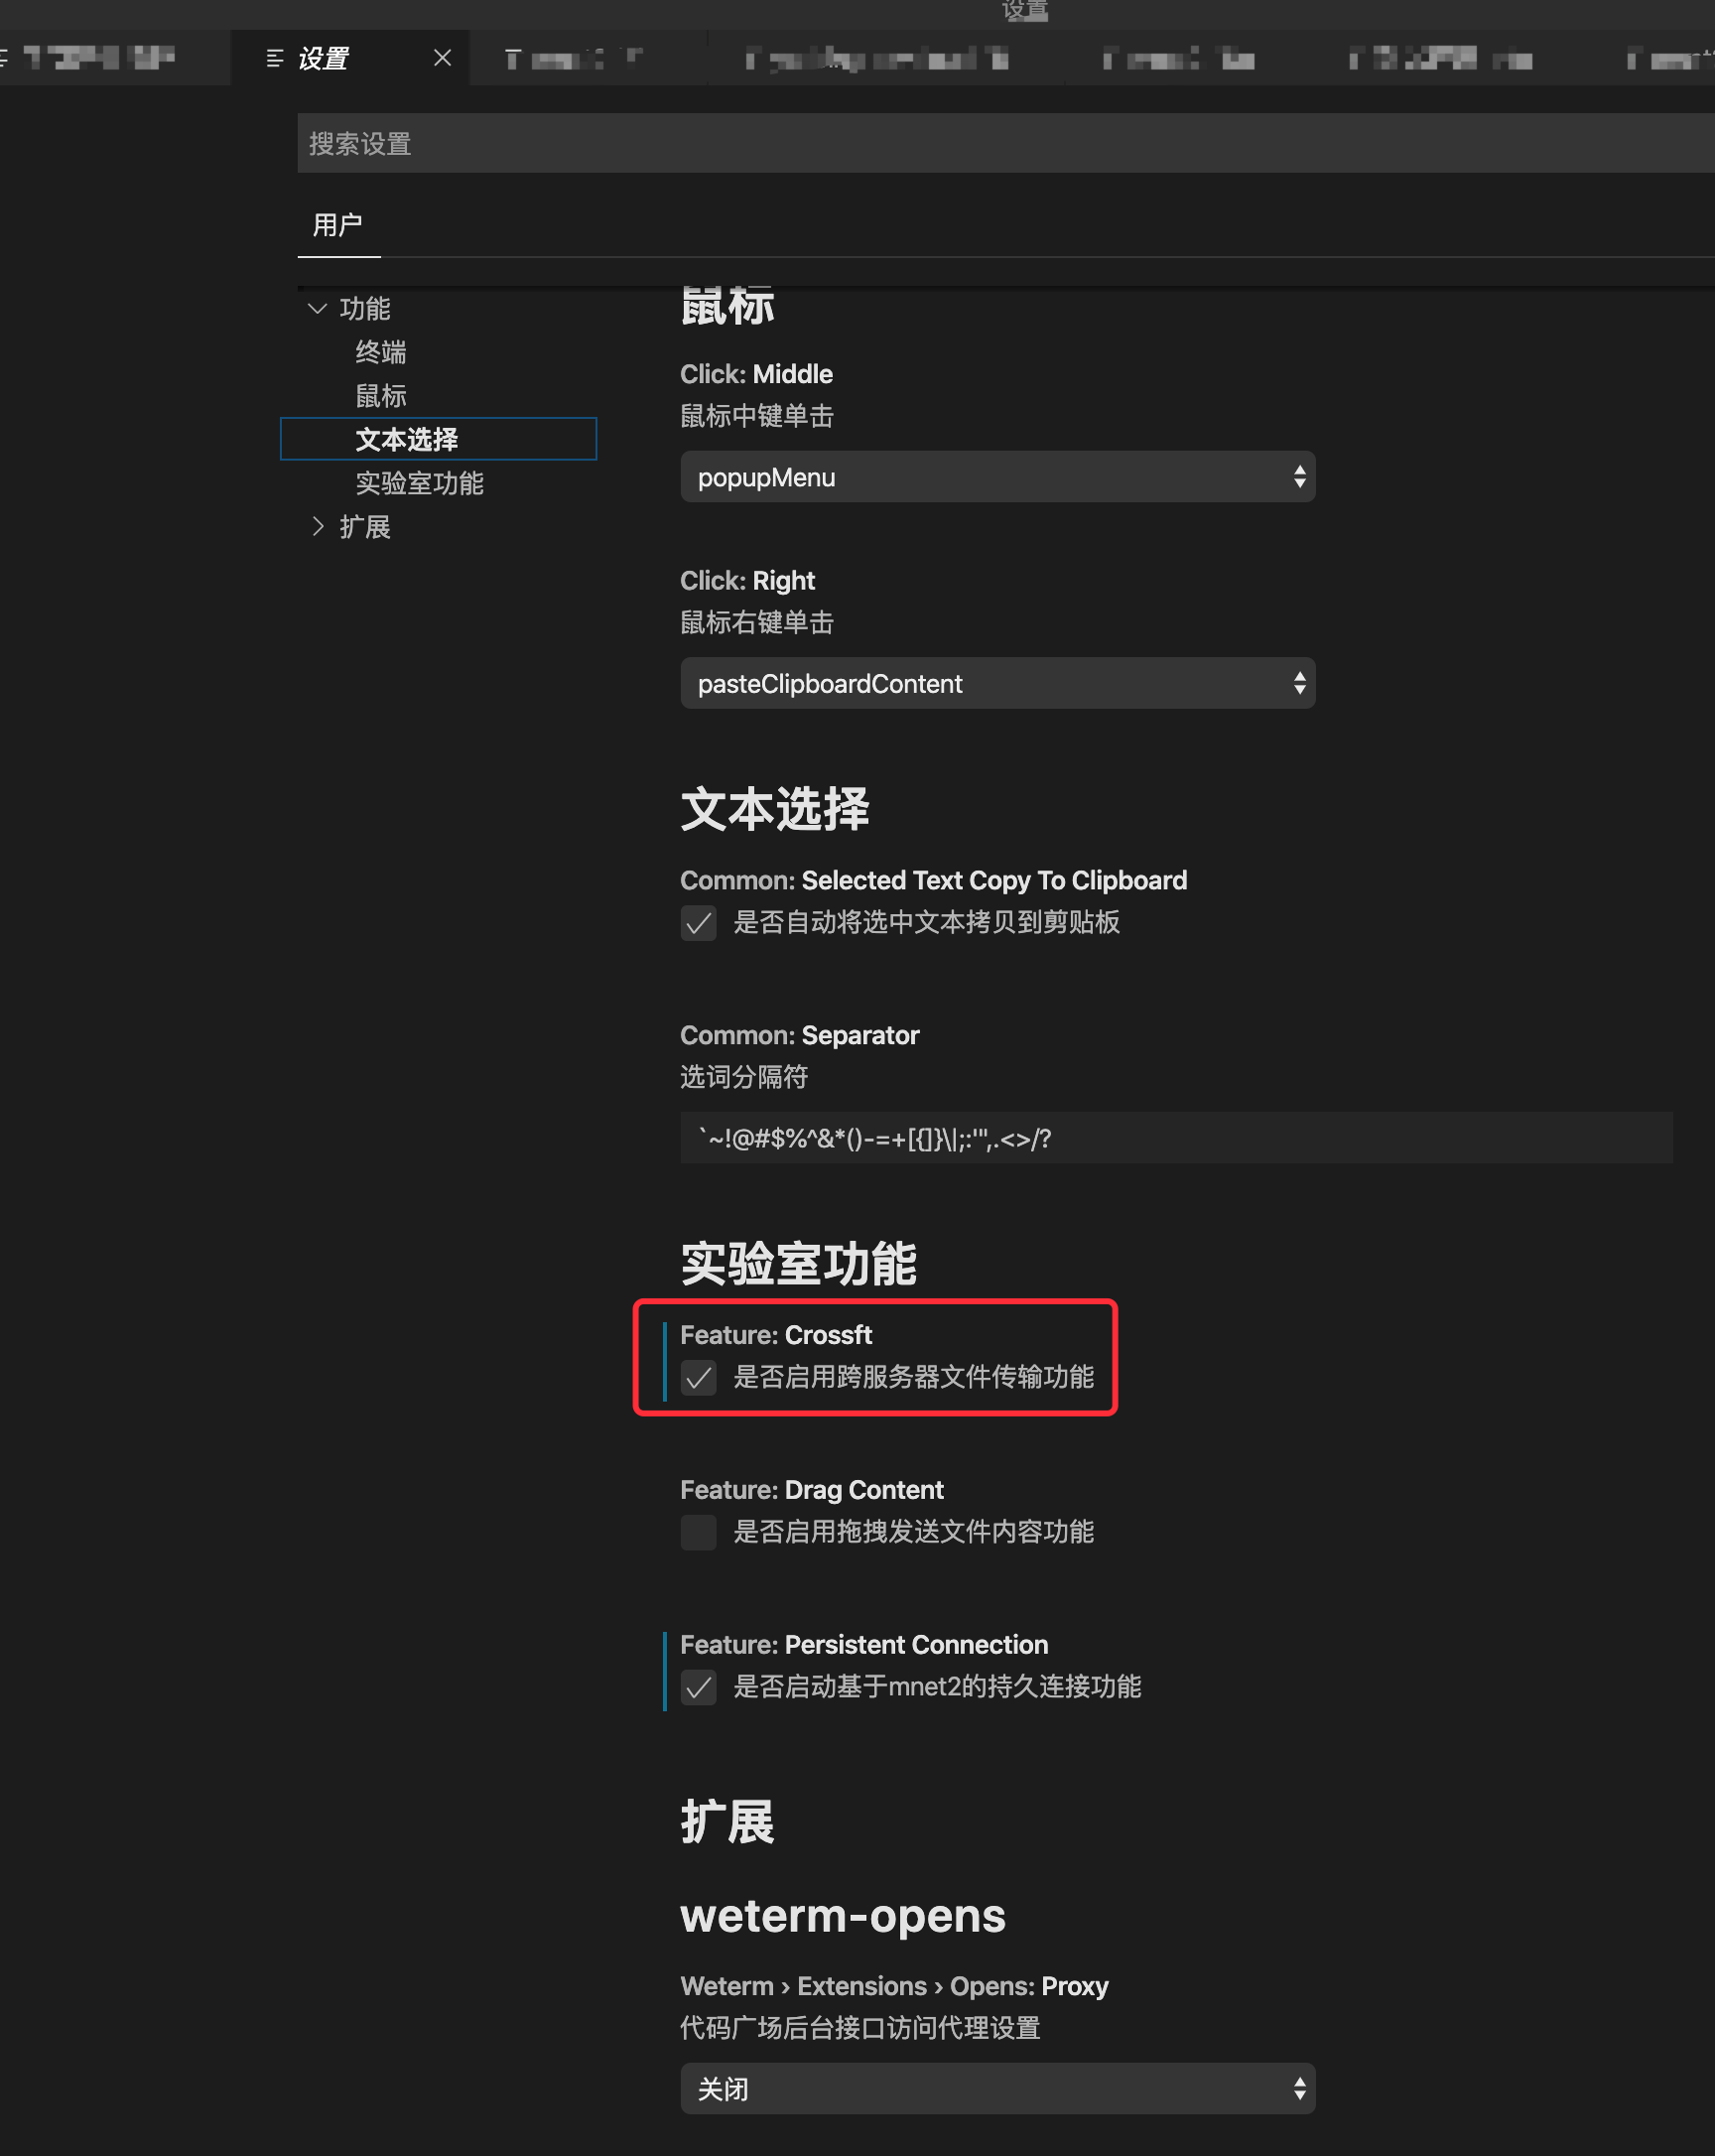 设置
设置
搜索设置
用户
功能
终端
鼠标
文本选择
实验室功能
扩展
鼠标
Click: Middle
鼠标中键单击
popupMenu
Click: Right
鼠标右键单击
pasteClipboardContent
文本选择
Common: Selected Text Copy To Clipboard
是否自动将选中文本拷贝到剪贴板
Common: Separator
选词分隔符
`~!@#$%^&*()-=+[{]}\|;:'",.<>/?
实验室功能
Feature: Crossft
是否启用跨服务器文件传输功能
Feature: Drag Content
是否启用拖拽发送文件内容功能
Feature: Persistent Connection
是否启动基于mnet2的持久连接功能
扩展
weterm-opens
Weterm › Extensions › Opens: Proxy
代码广场后台接口访问代理设置
关闭